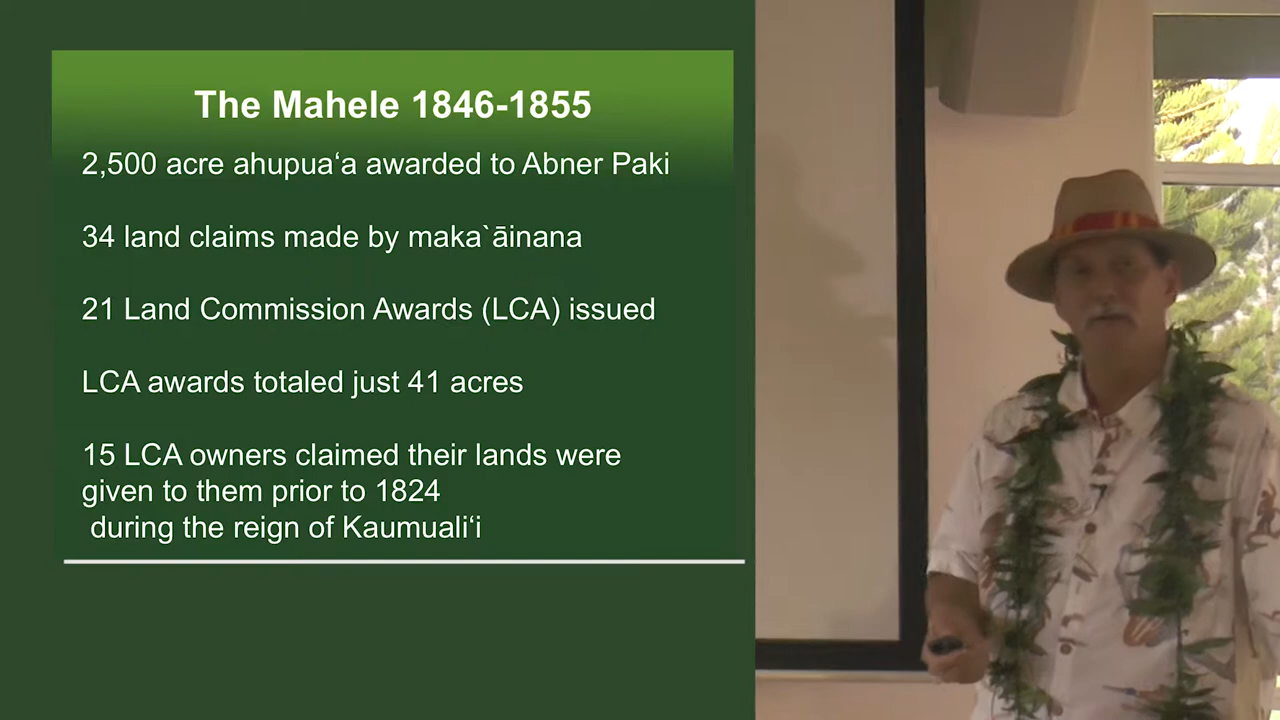 The Mahele 1846-1855
2,500 acre ahupua‘a awarded to Abner Paki
34 land claims made by maka`āinana
21 Land Commission Awards (LCA) issued
LCA awards totaled just 41 acres
15 LCA owners claimed their lands were
given to them prior to 1824
during the reign of Kaumuali‘i